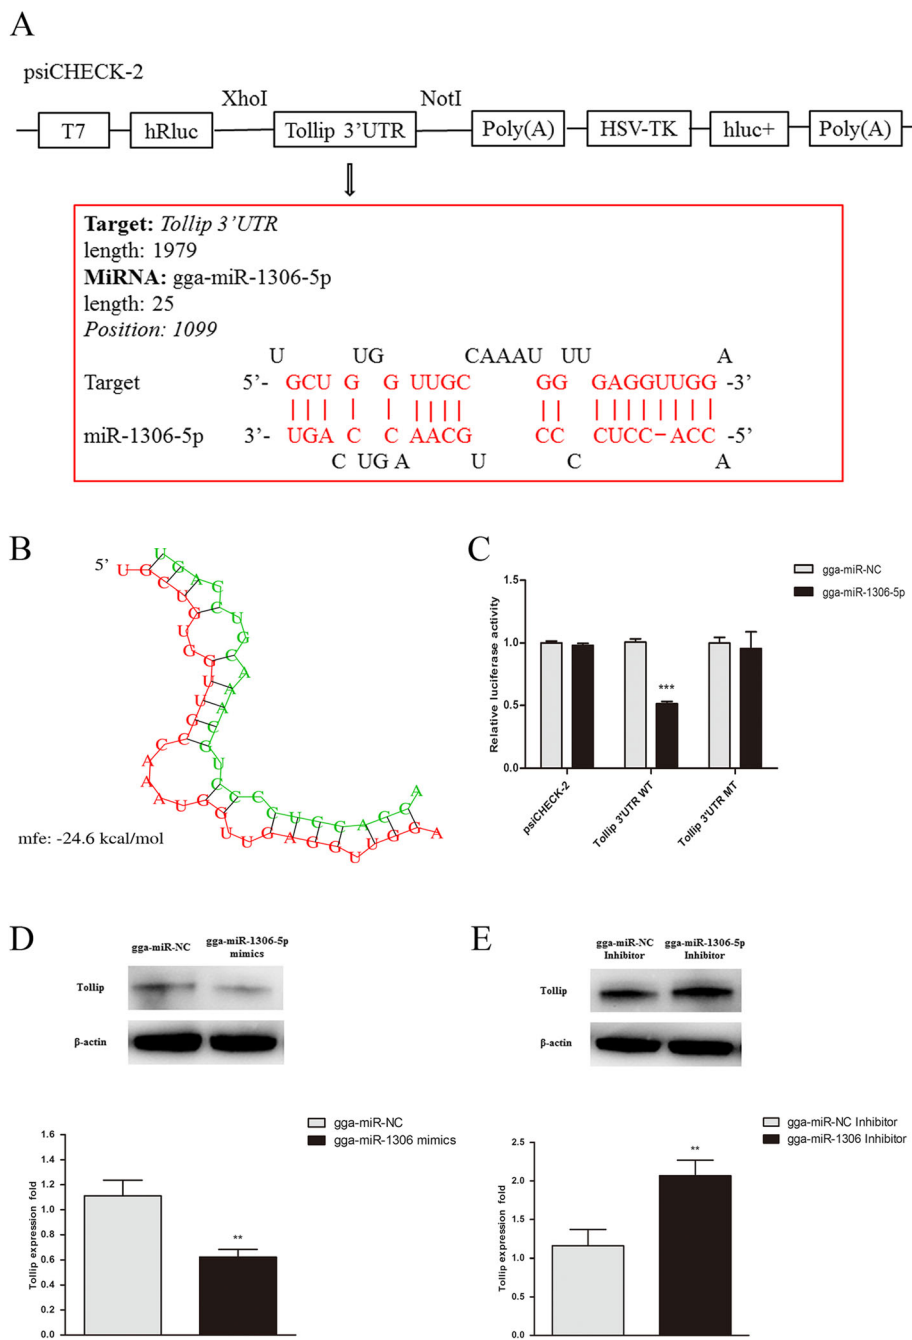 A
psiCHECK-2
XhoI NotI
T7 hRluc Tollip 3’UTR Poly(A) HSV-TK hluc+ Poly(A)
Target: Tollip 3’UTR
length: 1979
MiRNA: gga-miR-1306-5p
length: 25
Position: 1099
U UG CAAAU UU A
Target 5’- GCU G G UUGC GG GAGGUUGG -3’
miR-1306-5p 3’- UGA C C AACG CC CUCC-ACC -5’
C UGA U C A
B
5’
mfe: -24.6 kcal/mol
C
gga-miR-NC
gga-miR-1306-5p
Relative luciferase activity
1.5
1.0
0.5
0.0
***
psiCHECK-2
Tollip 3'UTR WT
Tollip 3'UTR MT
D
gga-miR-NC gga-miR-1306-5p mimics
Tollip
β-actin
gga-miR-NC
gga-miR-1306 mimics
Tollip expression fold
1.6
1.4
1.2
1.0
0.8
0.6
0.4
0.2
0.0
**
E
gga-miR-NC Inhibitor gga-miR-1306-5p Inhibitor
Tollip
β-actin
gga-miR-NC Inhibitor
gga-miR-1306 Inhibitor
Tollip expression fold
2.5
2.0
1.5
1.0
0.5
0.0
**